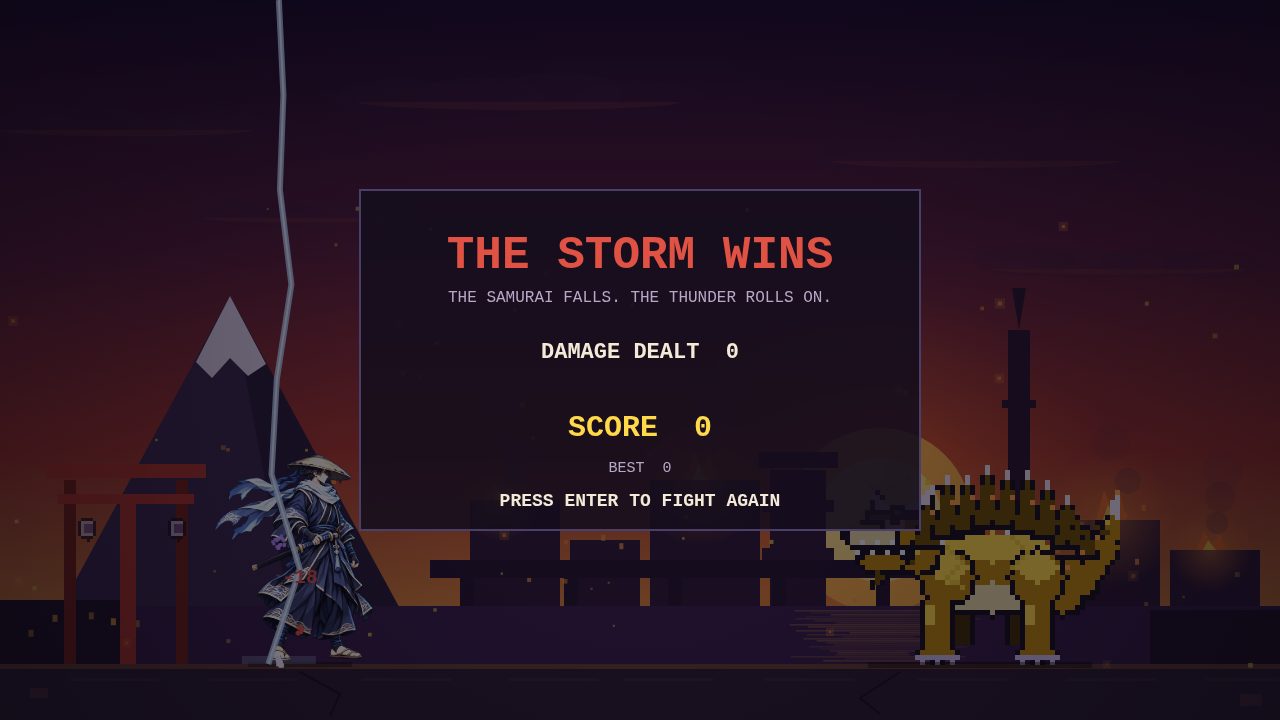 THE STORM WINS
THE SAMURAI FALLS. THE THUNDER ROLLS ON.
DAMAGE DEALT 0
SCORE 0
BEST 0
PRESS ENTER TO FIGHT AGAIN